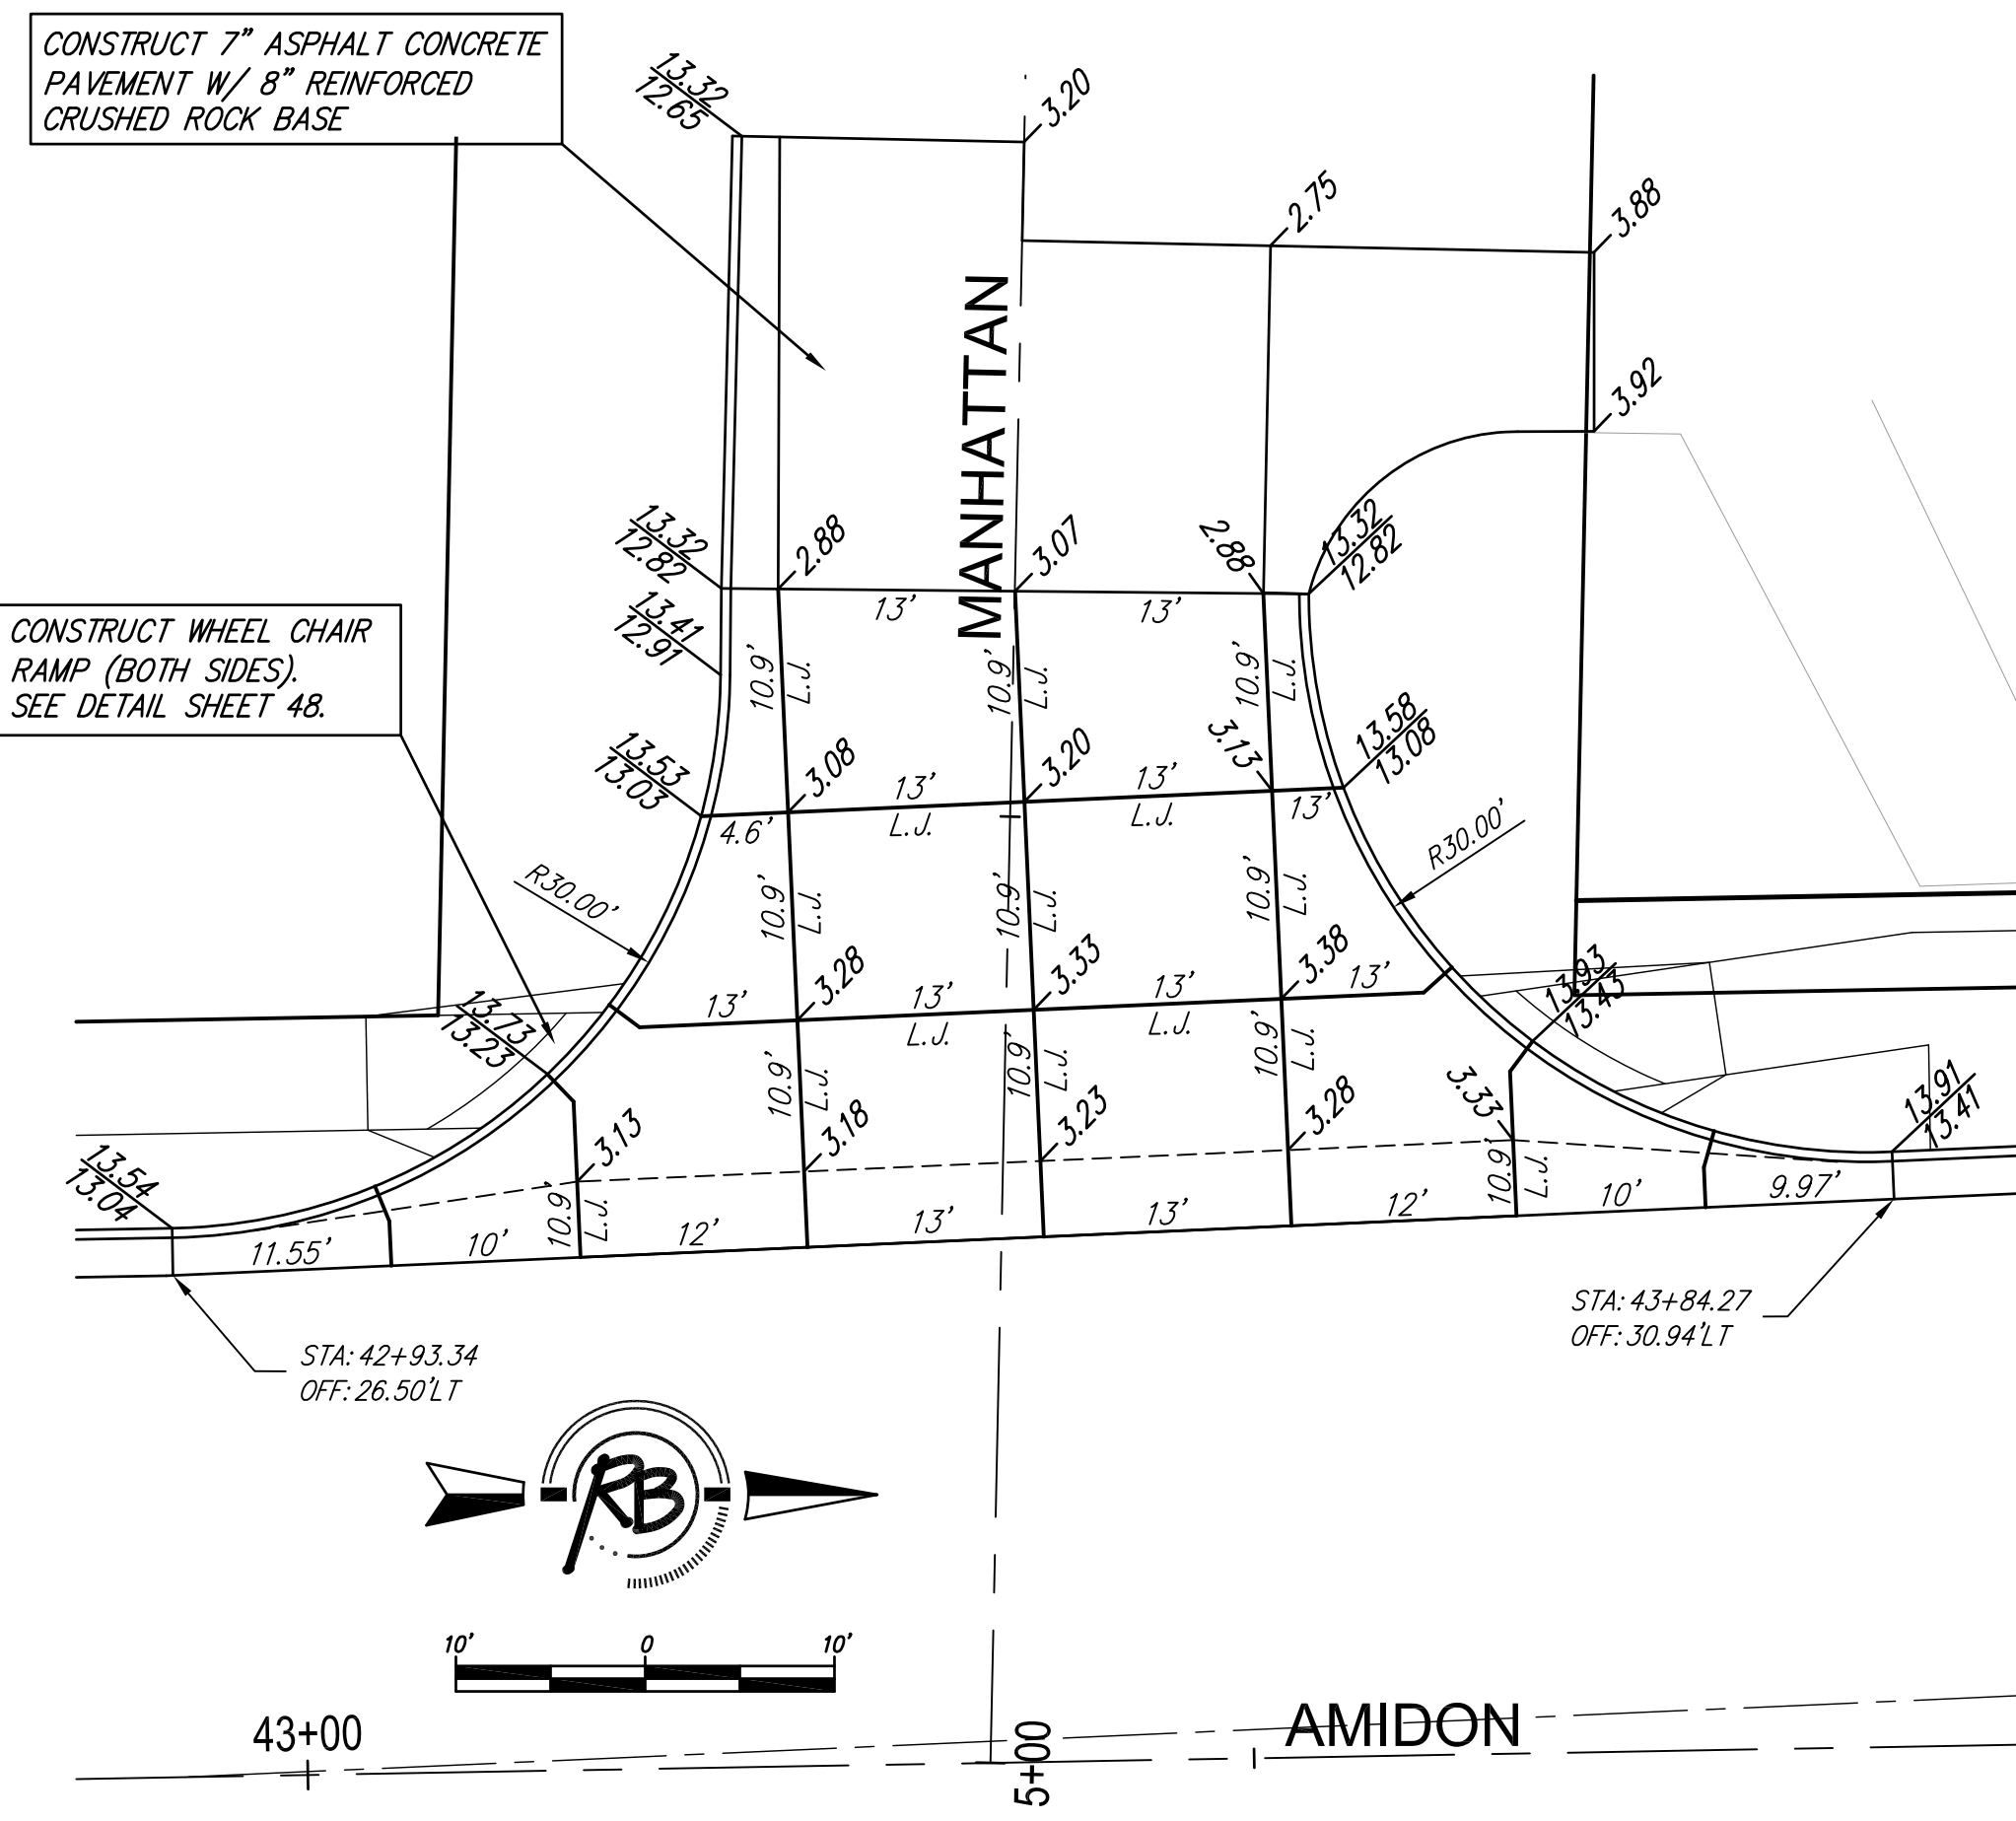 CONSTRUCT 7" ASPHALT CONCRETE
PAVEMENT W/ 8" REINFORCED
CRUSHED ROCK BASE
13.32
12.65
3.20
2.75
3.88
3.92
MANHATTAN
13.32
12.82
2.88
3.07
2.88
13.32
12.82
13'
13'
13.41
12.91
CONSTRUCT WHEEL CHAIR
RAMP (BOTH SIDES).
SEE DETAIL SHEET 48.
10.9'
L.J.
10.9'
L.J.
10.9'
L.J.
13.53
13.03
3.08
3.20
3.13
13.58
13.08
4.6'
13'
L.J.
13'
L.J.
13'
R30.00'
R30.00'
10.9'
L.J.
10.9'
L.J.
10.9'
L.J.
13.73
13.23
3.28
3.33
3.38
13.93
13.43
13'
13'
L.J.
13'
L.J.
13'
10.9'
L.J.
10.9'
L.J.
10.9'
L.J.
13.54
13.04
3.13
3.18
3.23
3.28
3.33
13.91
13.41
10.9'
L.J.
10.9'
L.J.
11.55'
10'
12'
13'
13'
12'
10'
9.97'
STA: 42+93.34
OFF: 26.50'LT
STA: 43+84.27
OFF: 30.94'LT
RB
10'
0
10'
43+00
5+00
AMIDON